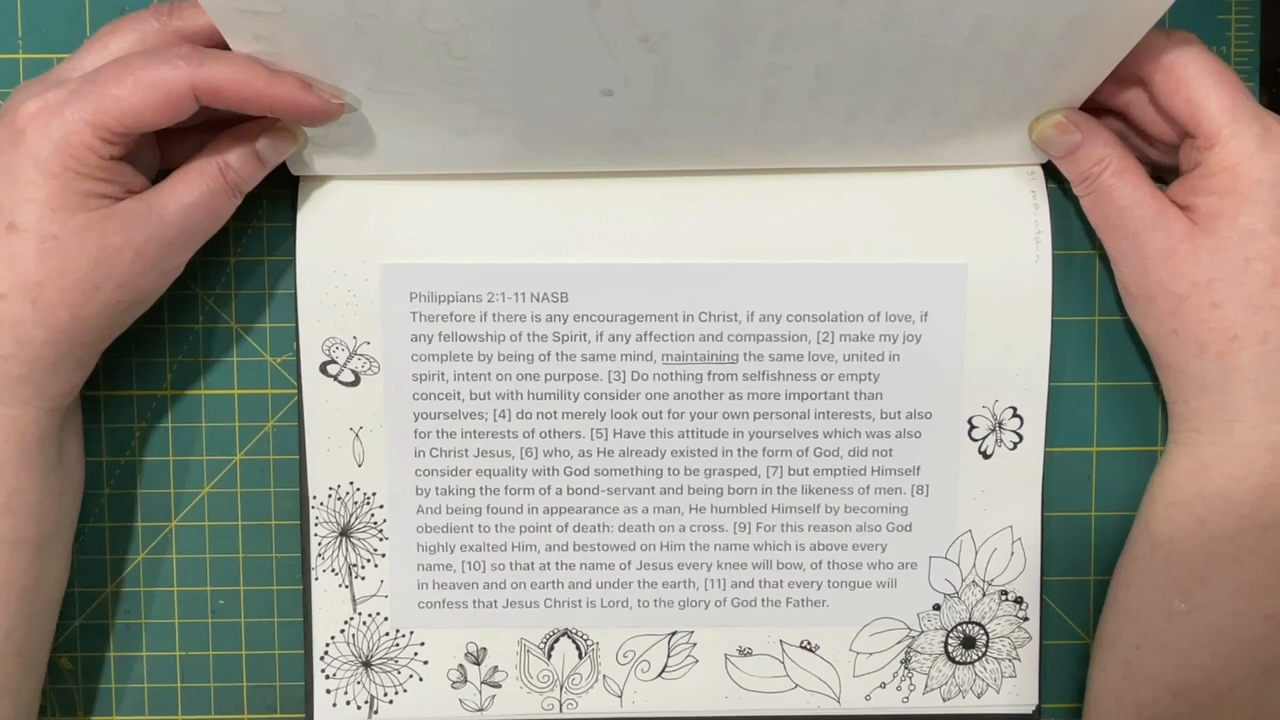 51 maintain
Philippians 2:1-11 NASB
Therefore if there is any encouragement in Christ, if any consolation of love, if
any fellowship of the Spirit, if any affection and compassion, [2] make my joy
complete by being of the same mind, maintaining the same love, united in
spirit, intent on one purpose. [3] Do nothing from selfishness or empty
conceit, but with humility consider one another as more important than
yourselves; [4] do not merely look out for your own personal interests, but also
for the interests of others. [5] Have this attitude in yourselves which was also
in Christ Jesus, [6] who, as He already existed in the form of God, did not
consider equality with God something to be grasped, [7] but emptied Himself
by taking the form of a bond-servant and being born in the likeness of men. [8]
And being found in appearance as a man, He humbled Himself by becoming
obedient to the point of death: death on a cross. [9] For this reason also God
highly exalted Him, and bestowed on Him the name which is above every
name, [10] so that at the name of Jesus every knee will bow, of those who are
in heaven and on earth and under the earth, [11] and that every tongue will
confess that Jesus Christ is Lord, to the glory of God the Father.